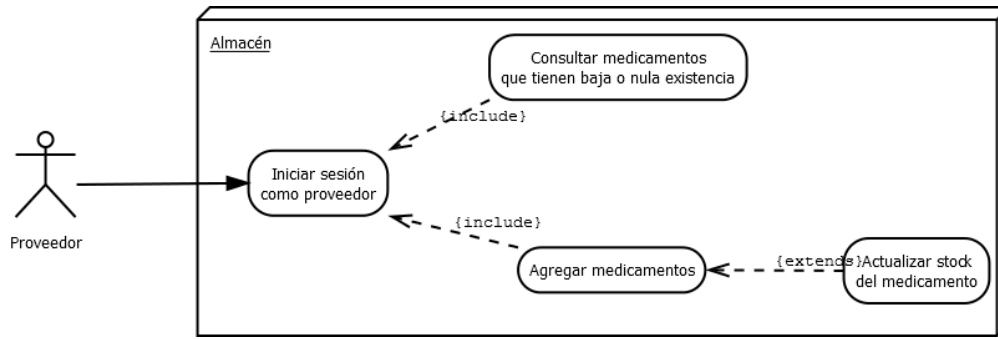 Almacén
Consultar medicamentos
que tienen baja o nula existencia
{include}
Iniciar sesión
como proveedor
Proveedor
{include}
Agregar medicamentos
{extends}
Actualizar stock
del medicamento